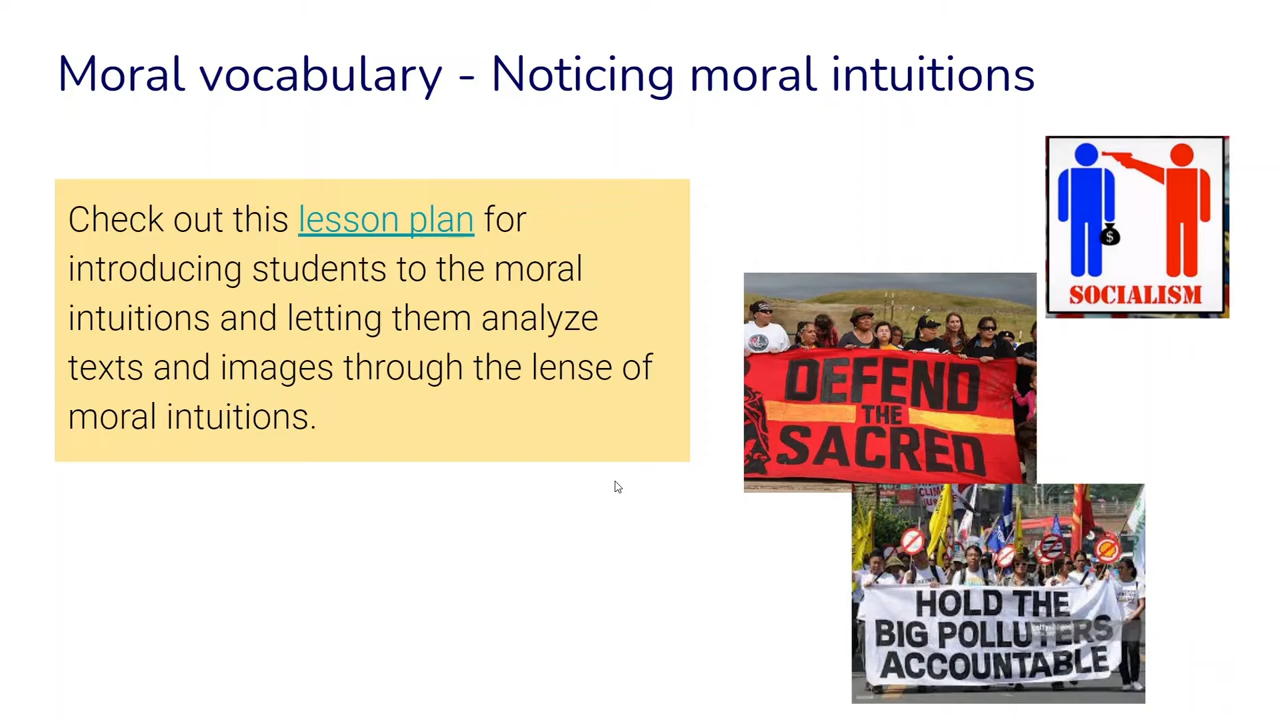 Moral vocabulary - Noticing moral intuitions
Check out this lesson plan for
introducing students to the moral
intuitions and letting them analyze
texts and images through the lense of
moral intuitions.
$
SOCIALISM
DEFEND
THE
SACRED
HOLD THE
BIG POLLUTERS
ACCOUNTABLE